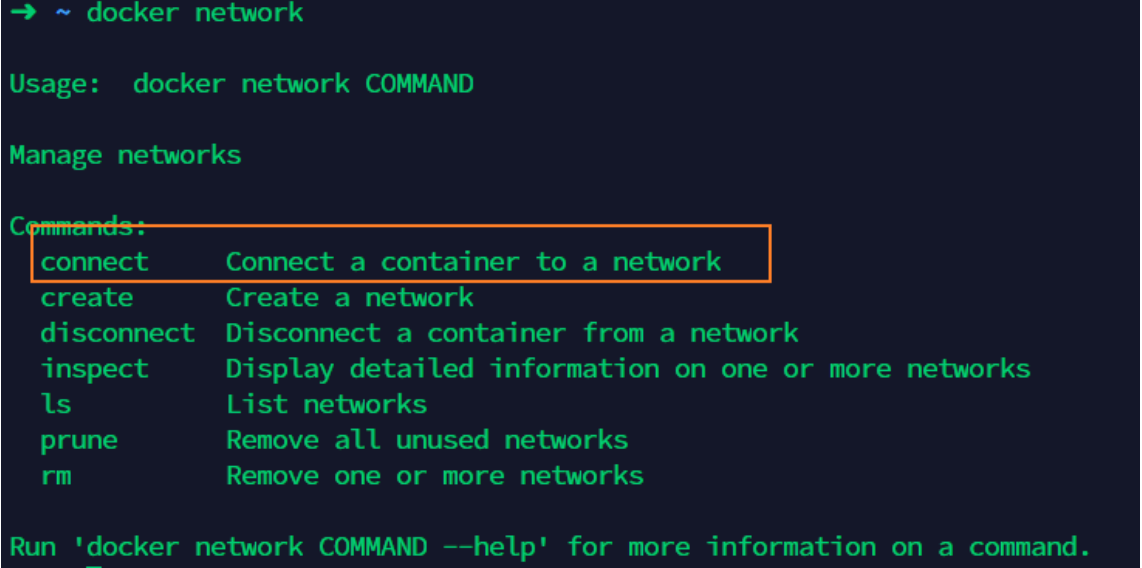 ➜ ~ docker network
Usage:  docker network COMMAND
Manage networks
Commands:
connect     Connect a container to a network
create      Create a network
disconnect  Disconnect a container from a network
inspect     Display detailed information on one or more networks
ls          List networks
prune       Remove all unused networks
rm          Remove one or more networks
Run 'docker network COMMAND --help' for more information on a command.